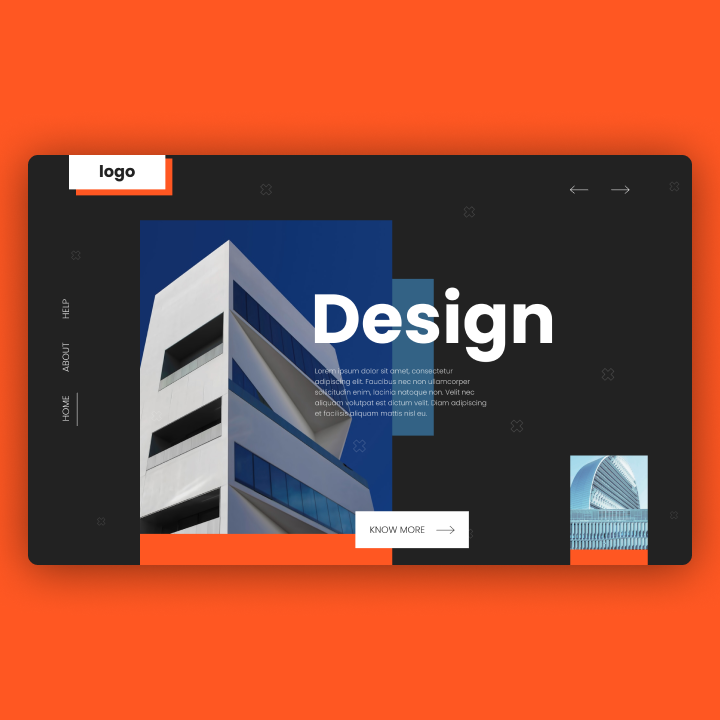 logo
HELP
ABOUT
HOME
Design
Lorem ipsum dolor sit amet, consectetur
adipiscing elit. Faucibus nec non ullamcorper
sollicitudin enim, lacinia natoque non. Velit nec
aliquam volutpat est dictum velit. Diam adipiscing
et facilisis aliquam mattis nisl eu.
KNOW MORE